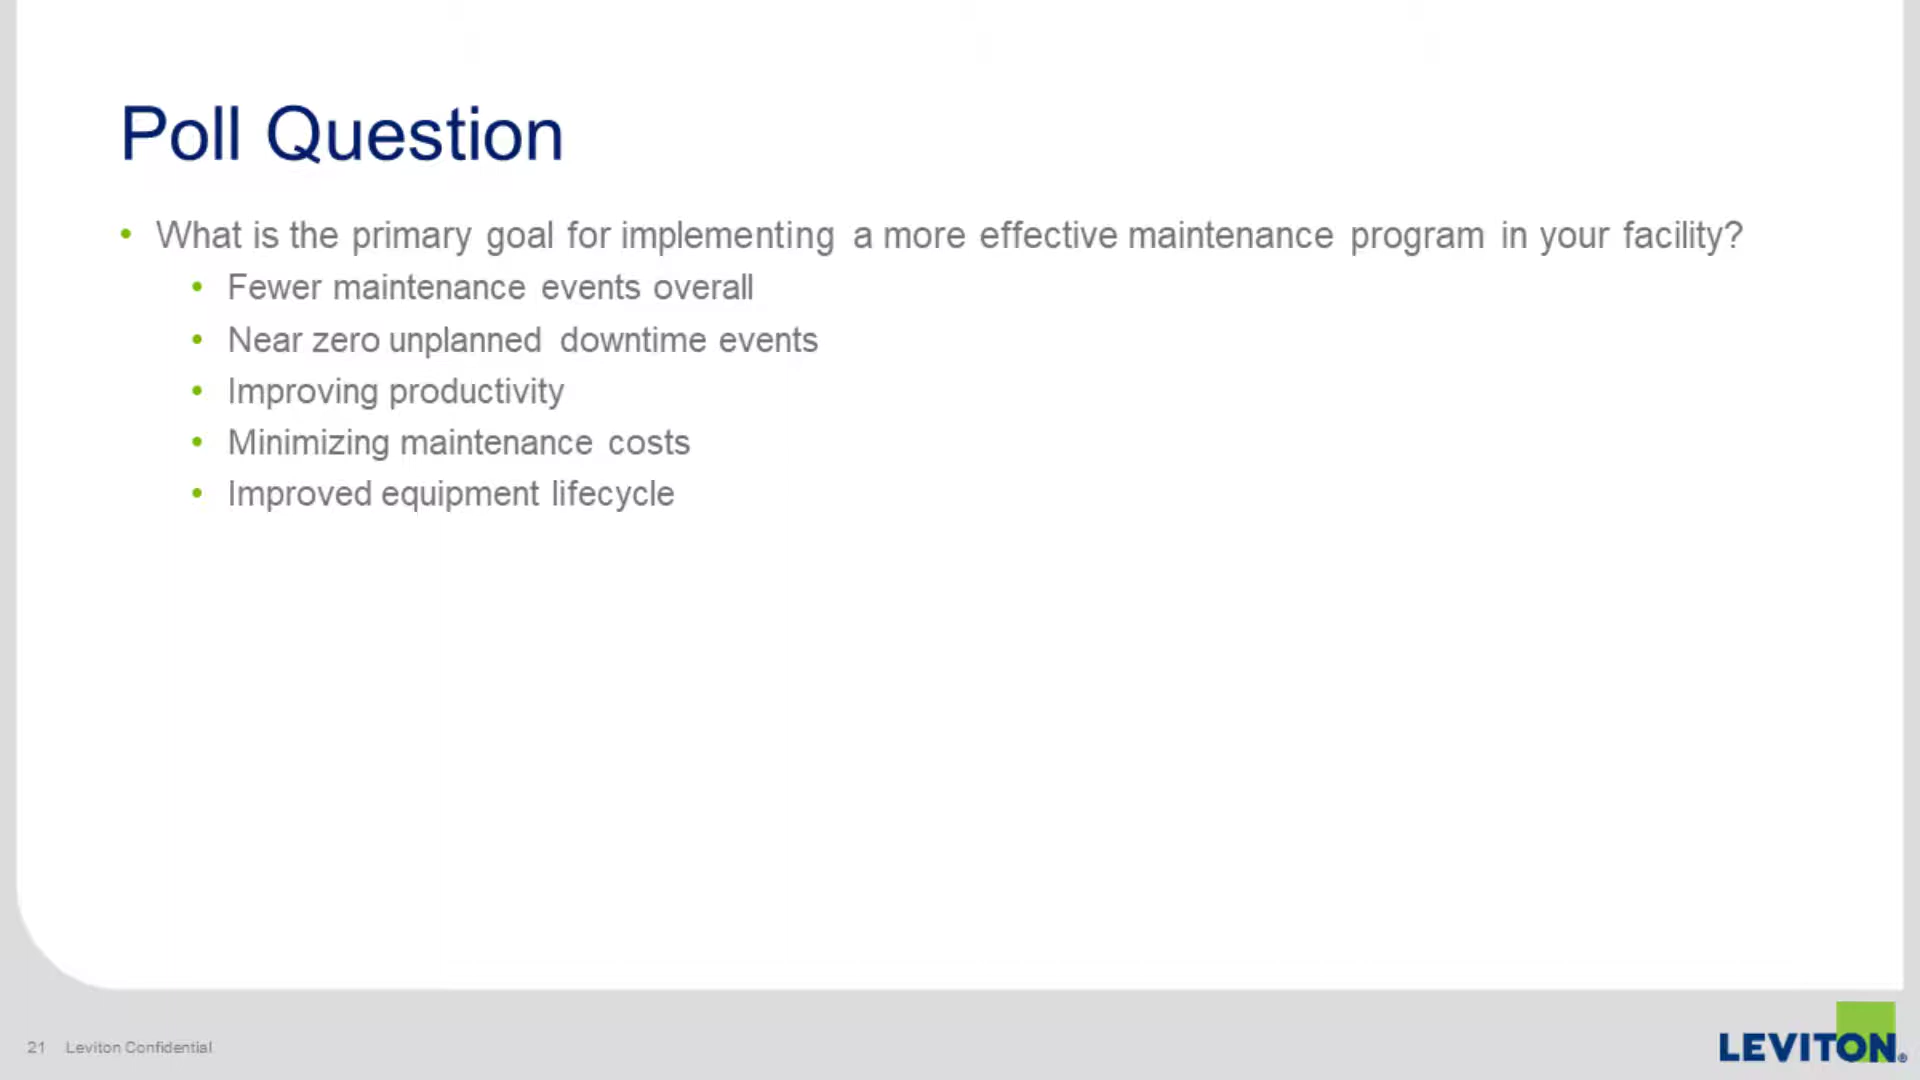 Poll Question
• What is the primary goal for implementing a more effective maintenance program in your facility?
• Fewer maintenance events overall
• Near zero unplanned downtime events
• Improving productivity
• Minimizing maintenance costs
• Improved equipment lifecycle
21 Leviton Confidential
LEVITON®